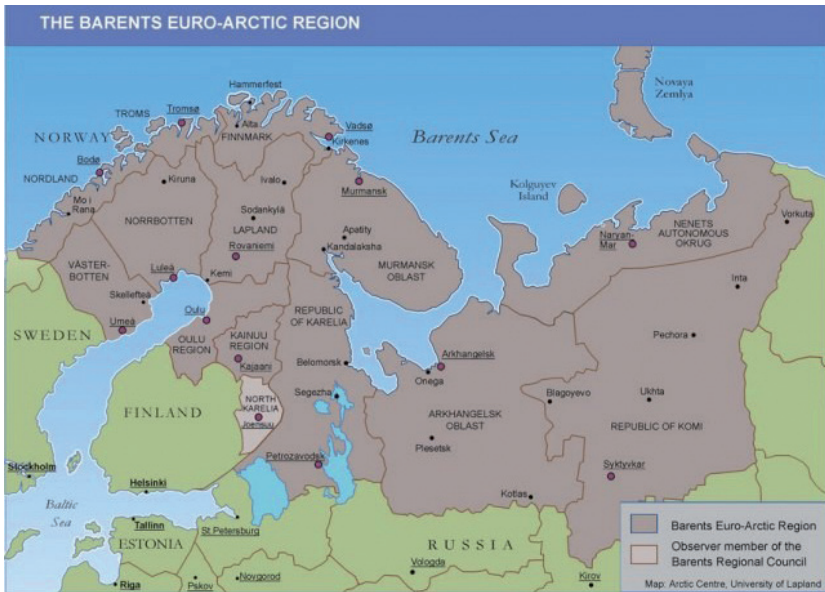 THE BARENTS EURO-ARCTIC REGION
Hammerfest
Novaya
Zemlya
TROMS
Tromsø
Alta
FINNMARK
Vadsø
Kirkenes
NORWAY
Barents Sea
Bodø
NORDLAND
Kiruna
Ivalo
Murmansk
Kolguyev
Island
Mo i
Rana
NORRBOTTEN
Sodankylä
LAPLAND
Rovaniemi
Apatity
Kandalaksha
MURMANSK
OBLAST
Naryan-
Mar
NENETS
AUTONOMOUS
OKRUG
Vorkuta
VÄSTER-
BOTTEN
Luleå
Kemi
Inta
Skellefteå
Umeå
SWEDEN
Oulu
OULU
REGION
KAINUU
REGION
Kajaani
REPUBLIC
OF KARELIA
Belomorsk
Pechora
Arkhangelsk
Onega
Segezha
FINLAND
NORTH
KARELIA
Joensuu
ARKHANGELSK
OBLAST
Plesetsk
Blagoyevo
Ukhta
REPUBLIC OF KOMI
Petrozavodsk
Syktyvkar
Stockholm
Helsinki
Kotlas
Baltic
Sea
Tallinn
St.Petersburg
ESTONIA
RUSSIA
Riga
Pskov
Novgorod
Vologda
Kirov
Barents Euro-Arctic Region
Observer member of the
Barents Regional Council
Map: Arctic Centre, University of Lapland